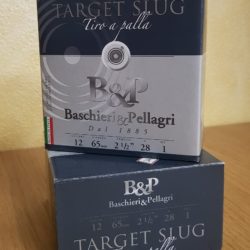 TARGET SLUG
Tiro a palla
B&P
Baschieri&Pellagri
Dal 1885
12 65mm 2 1/2" 28 1
B&P
Baschieri&Pellagri
12 65mm 2 1/2" 28 1
TARGET SLUG
palla